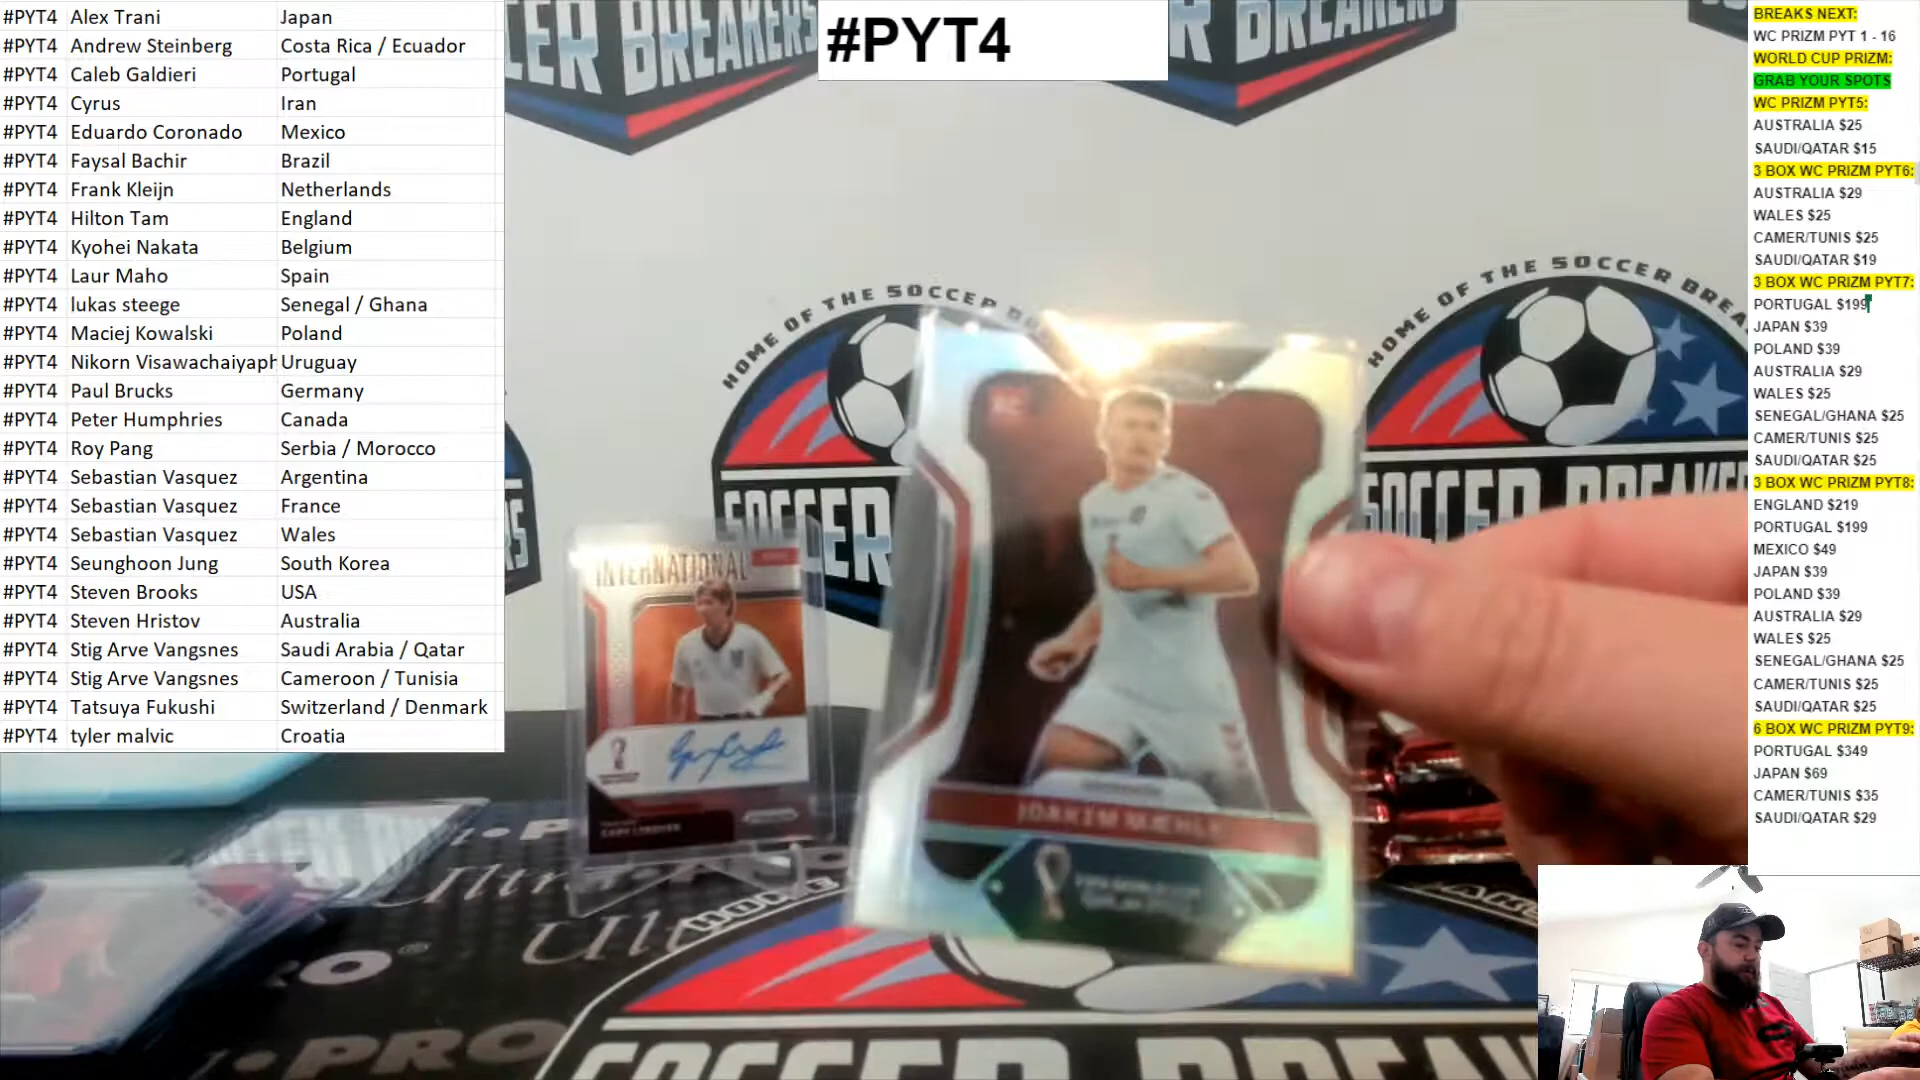 #PYT4 Alex Trani Japan
#PYT4 Andrew Steinberg Costa Rica / Ecuador
#PYT4 Caleb Galdieri Portugal
#PYT4 Cyrus Iran
#PYT4 Eduardo Coronado Mexico
#PYT4 Faysal Bachir Brazil
#PYT4 Frank Kleijn Netherlands
#PYT4 Hilton Tam England
#PYT4 Kyohei Nakata Belgium
#PYT4 Laur Maho Spain
#PYT4 lukas steege Senegal / Ghana
#PYT4 Maciej Kowalski Poland
#PYT4 Nikorn Visawachaiyaph Uruguay
#PYT4 Paul Brucks Germany
#PYT4 Peter Humphries Canada
#PYT4 Roy Pang Serbia / Morocco
#PYT4 Sebastian Vasquez Argentina
#PYT4 Sebastian Vasquez France
#PYT4 Sebastian Vasquez Wales
#PYT4 Seunghoon Jung South Korea
#PYT4 Steven Brooks USA
#PYT4 Steven Hristov Australia
#PYT4 Stig Arve Vangsnes Saudi Arabia / Qatar
#PYT4 Stig Arve Vangsnes Cameroon / Tunisia
#PYT4 Tatsuya Fukushi Switzerland / Denmark
#PYT4 tyler malvic Croatia
#PYT4
BREAKERS
HOME OF THE SOCCER
SOCCER
HOME OF THE SOCCER BREA
SOCCER BREAKE
INTERNATIONAL
JOAKIM MÆHLE
SOCCER BREAKE
BREAKS NEXT:
WC PRIZM PYT 1 - 16
WORLD CUP PRIZM:
GRAB YOUR SPOTS
WC PRIZM PYT5:
AUSTRALIA $25
SAUDI/QATAR $15
3 BOX WC PRIZM PYT6:
AUSTRALIA $29
WALES $25
CAMER/TUNIS $25
SAUDI/QATAR $19
3 BOX WC PRIZM PYT7:
PORTUGAL $199
JAPAN $39
POLAND $39
AUSTRALIA $29
WALES $25
SENEGAL/GHANA $25
CAMER/TUNIS $25
SAUDI/QATAR $25
3 BOX WC PRIZM PYT8:
ENGLAND $219
PORTUGAL $199
MEXICO $49
JAPAN $39
POLAND $39
AUSTRALIA $29
WALES $25
SENEGAL/GHANA $25
CAMER/TUNIS $25
SAUDI/QATAR $25
6 BOX WC PRIZM PYT9:
PORTUGAL $349
JAPAN $69
CAMER/TUNIS $35
SAUDI/QATAR $29